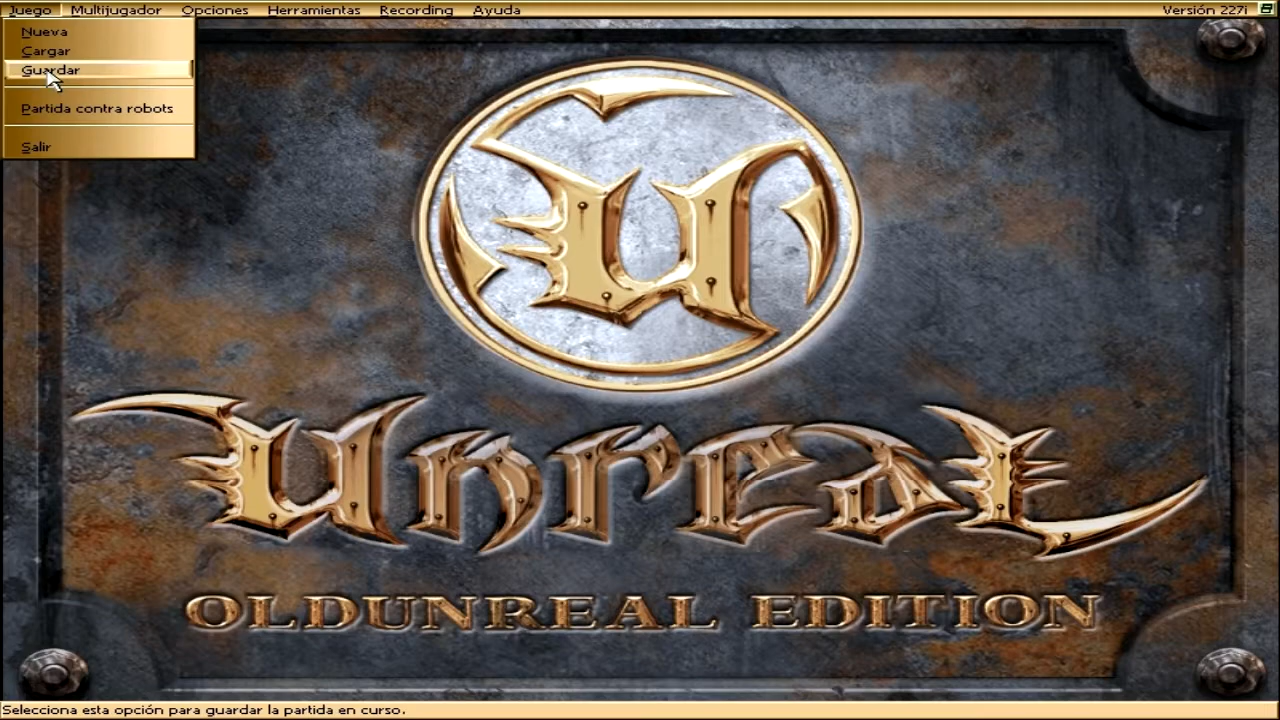 Juego Multijugador Opciones Herramientas Recording Ayuda Versión 227i
Nueva
Cargar
Guardar
Partida contra robots
Salir
U
Unreal
OLDUNREAL EDITION
Selecciona esta opción para guardar la partida en curso.